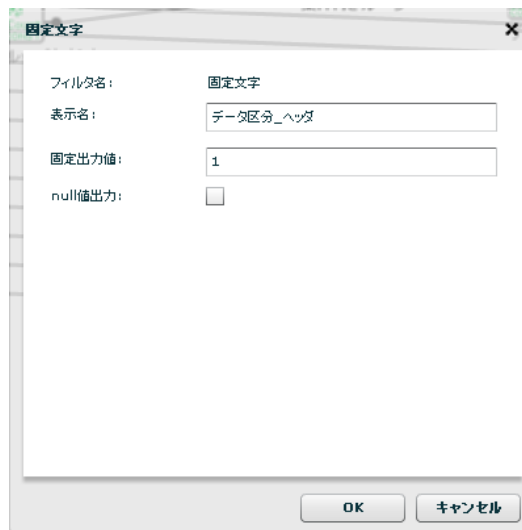 固定文字
フィルタ名： 固定文字
表示名： データ区分_ヘッダ
固定出力値： 1
null値出力：
OK キャンセル